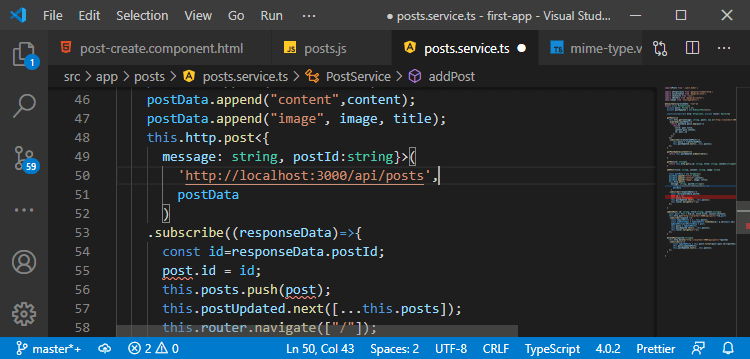 File Edit Selection
posts.service.ts - first-app - Visual Stud...
post-create.component.html posts.js posts.service.ts mime-type.v
src > app > posts > posts.service.ts > PostService > addPost
46 postData.append("content",content);
47 postData.append("image", image, title);
48 this.http.post<{
49 message: string, postId:string}>(
50 'http://localhost:3000/api/posts',
51 postData
52 )
53 .subscribe((responseData)=>{
54 const id=responseData.postId;
55 post.id = id;
56 this.posts.push(post);
57 this.postUpdated.next([...this.posts]);
58 this.router.navigate(["/"]);
1
59
master*+ 2 0 Ln 50, Col 43 Spaces: 2 UTF-8 CRLF TypeScript 4.0.2 Prettier